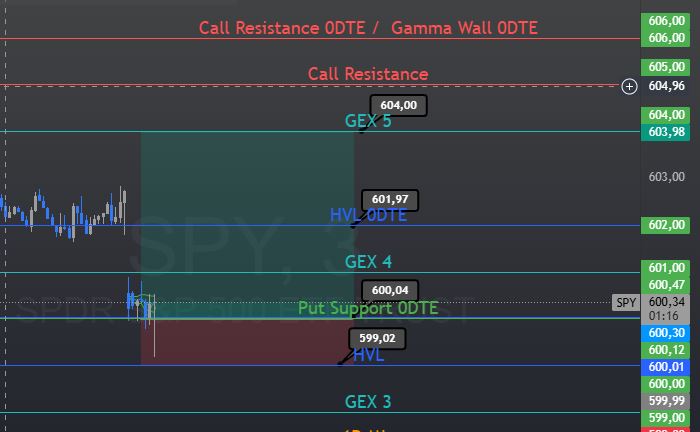 Call Resistance 0DTE / Gamma Wall 0DTE
606,00
606,00
605,00
Call Resistance
604,96
604,00
604,00
GEX 5
603,98
603,00
601,97
HVL 0DTE
602,00
SPY, 3
GEX 4
601,00
600,47
600,04
SPY
600,34
Put Support 0DTE
01:16
600,30
600,12
599,02
HVL
600,01
600,00
599,99
GEX 3
599,00